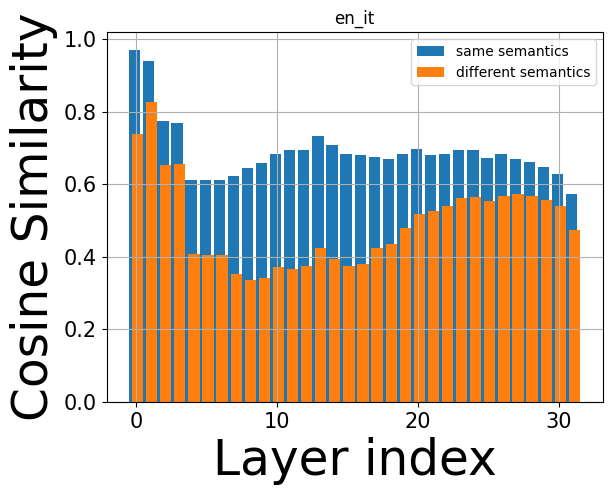 en_it
same semantics
different semantics
Cosine Similarity
1.0
0.8
0.6
0.4
0.2
0.0
0 10 20 30
Layer index